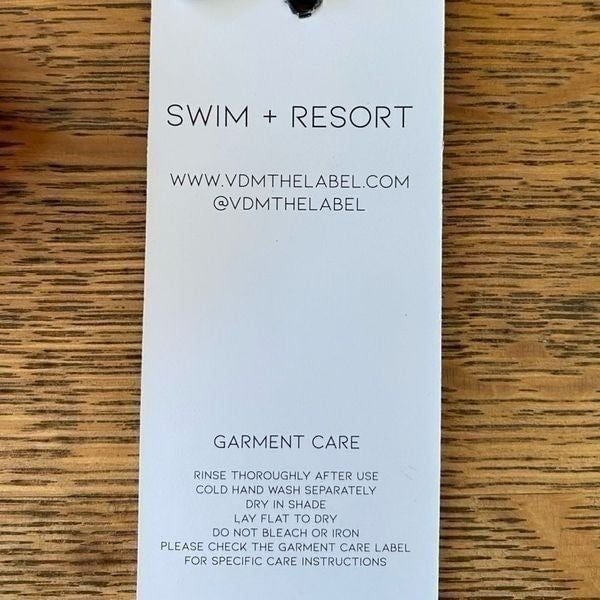 SWIM + RESORT
WWW.VDMTHELABEL.COM
@VDMTHELABEL
GARMENT CARE
RINSE THOROUGHLY AFTER USE
COLD HAND WASH SEPARATELY
DRY IN SHADE
LAY FLAT TO DRY
DO NOT BLEACH OR IRON
PLEASE CHECK THE GARMENT CARE LABEL
FOR SPECIFIC CARE INSTRUCTIONS